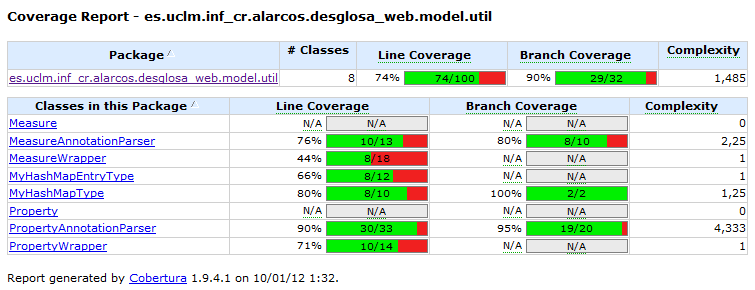 Coverage Report - es.uclm.inf_cr.alarcos.desglosa_web.model.util
Package # Classes Line Coverage Branch Coverage Complexity
es.uclm.inf_cr.alarcos.desglosa_web.model.util 8 74% 74/100 90% 29/32 1,485
Classes in this Package Line Coverage Branch Coverage Complexity
Measure N/A N/A N/A N/A 0
MeasureAnnotationParser 76% 10/13 80% 8/10 2,25
MeasureWrapper 44% 8/18 N/A N/A 1
MyHashMapEntryType 66% 8/12 N/A N/A 1
MyHashMapType 80% 8/10 100% 2/2 1,25
Property N/A N/A N/A N/A 0
PropertyAnnotationParser 90% 30/33 95% 19/20 4,333
PropertyWrapper 71% 10/14 N/A N/A 1
Report generated by Cobertura 1.9.4.1 on 10/01/12 1:32.